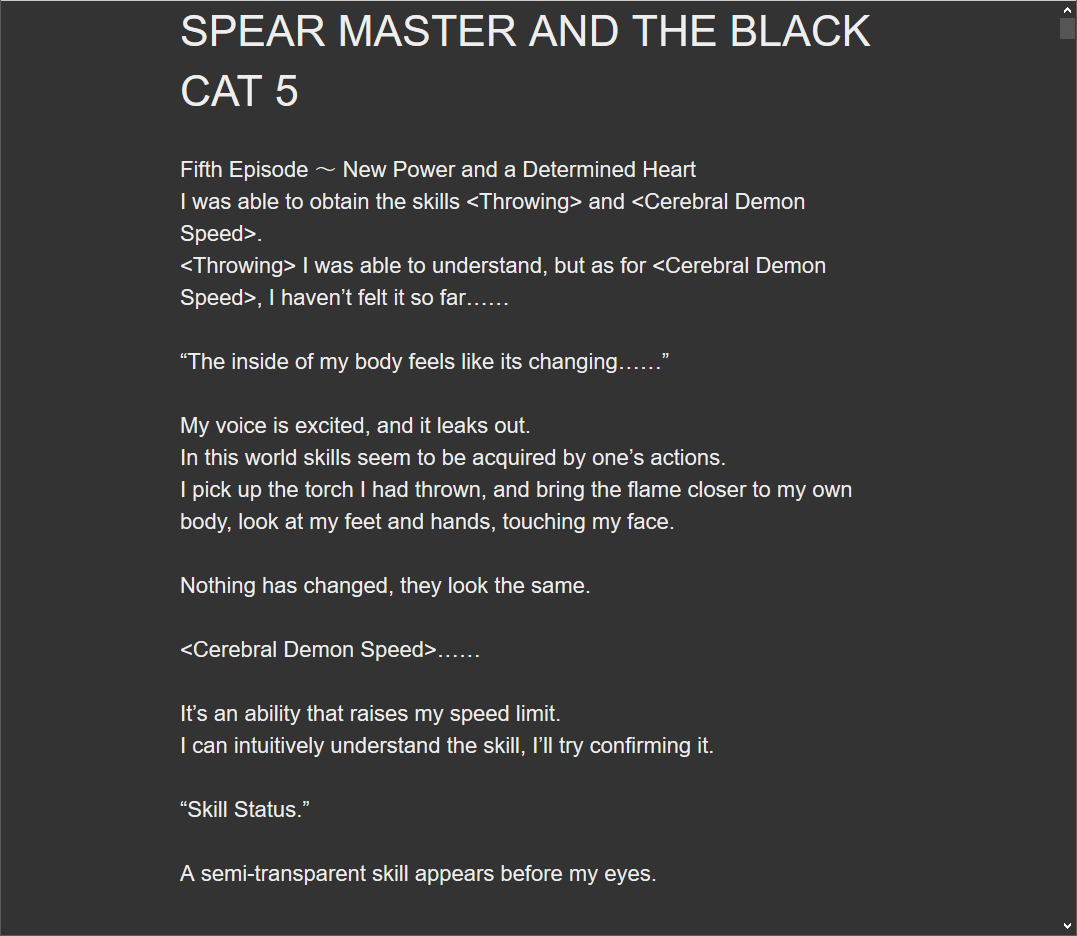 SPEAR MASTER AND THE BLACK
CAT 5
Fifth Episode ～ New Power and a Determined Heart
I was able to obtain the skills <Throwing> and <Cerebral Demon
Speed>.
<Throwing> I was able to understand, but as for <Cerebral Demon
Speed>, I haven’t felt it so far……
“The inside of my body feels like its changing……”
My voice is excited, and it leaks out.
In this world skills seem to be acquired by one’s actions.
I pick up the torch I had thrown, and bring the flame closer to my own
body, look at my feet and hands, touching my face.
Nothing has changed, they look the same.
<Cerebral Demon Speed>……
It’s an ability that raises my speed limit.
I can intuitively understand the skill, I’ll try confirming it.
“Skill Status.”
A semi-transparent skill appears before my eyes.